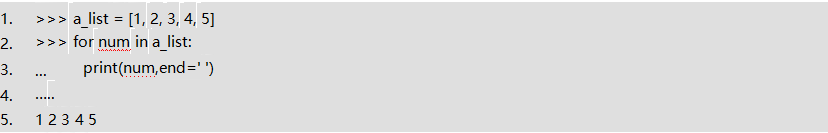 1. >>> a_list = [1, 2, 3, 4, 5]
2. >>> for num in a_list:
3. ...     print(num,end=' ')
4. .....
5. 1 2 3 4 5